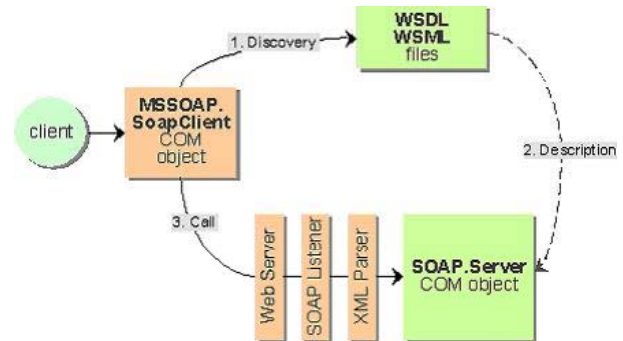 WSDL
WSML
files
1. Discovery
MSSOAP.
SoapClient
COM
object
client
2. Description
3. Call
Web Server
SOAP Listener
XML Parser
SOAP.Server
COM object